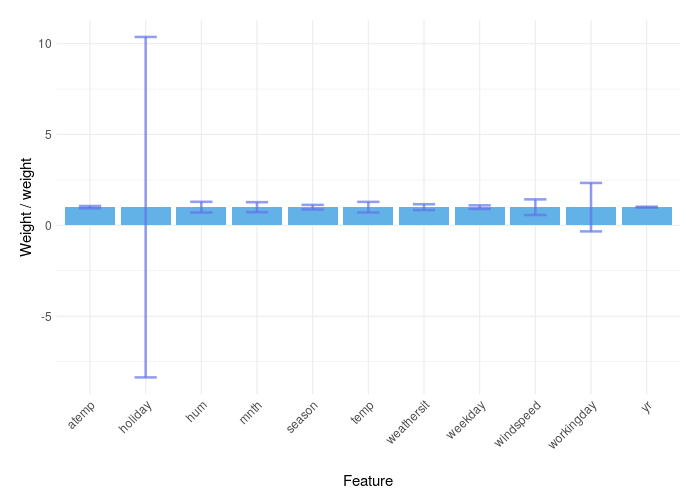 10
5
0
-5
Weight / weight
atemp
holiday
hum
mnth
season
temp
weathersit
weekday
windspeed
workingday
yr
Feature